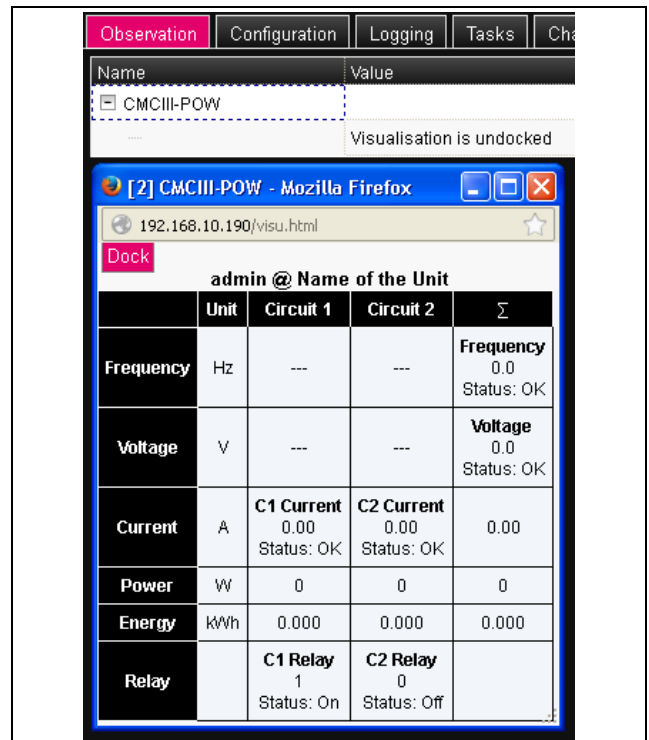 Observation Configuration Logging Tasks
Name Value
CMCIII-POW
Visualisation is undocked
[2] CMCIII-POW - Mozilla Firefox
192.168.10.190/visu.html
Dock
admin @ Name of the Unit
Unit Circuit 1 Circuit 2 Σ
Frequency Hz --- --- Frequency
0.0
Status: OK
Voltage V --- --- Voltage
0.0
Status: OK
Current A C1 Current C2 Current 0.00
0.00 0.00
Status: OK Status: OK
Power W 0 0 0
Energy kWh 0.000 0.000 0.000
Relay C1 Relay C2 Relay
1 0
Status: On Status: Off